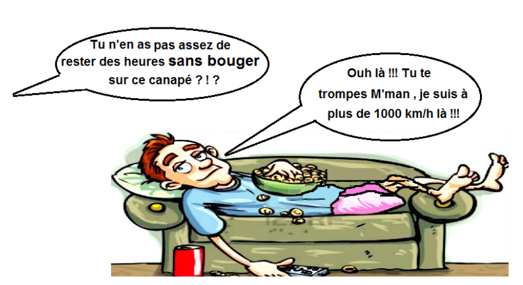 Tu n'en as pas assez de
rester des heures sans bouger
sur ce canapé ? ! ?
Ouh là !!! Tu te
trompes M'man , je suis à
plus de 1000 km/h là !!!